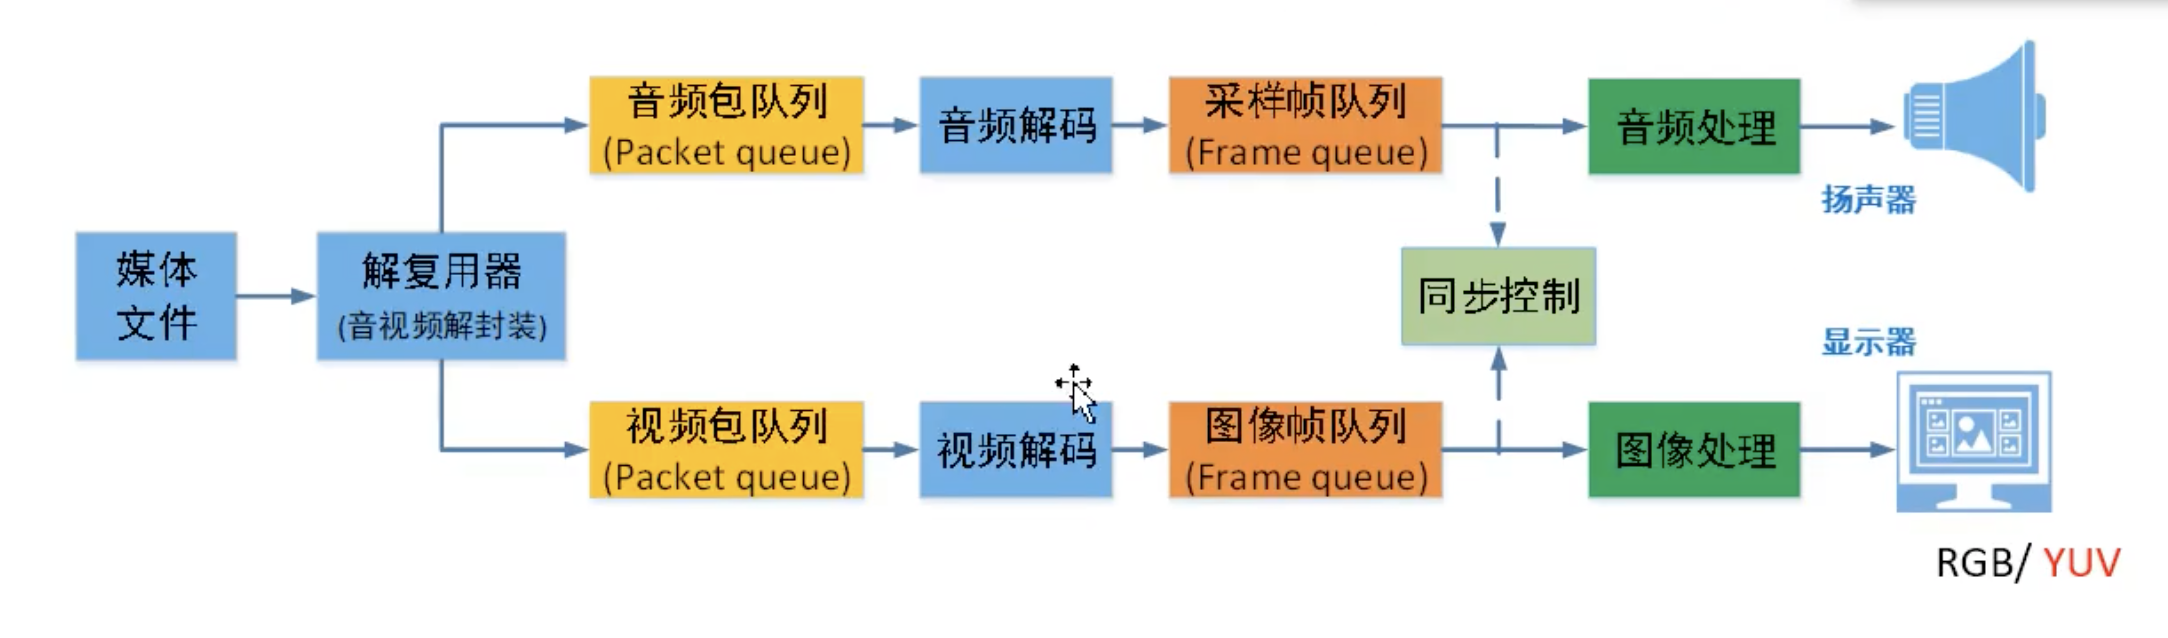 音频包队列
(Packet queue)
音频解码
采样帧队列
(Frame queue)
音频处理
扬声器
媒体
文件
解复用器
(音视频解封装)
同步控制
显示器
视频包队列
(Packet queue)
视频解码
图像帧队列
(Frame queue)
图像处理
RGB/ YUV